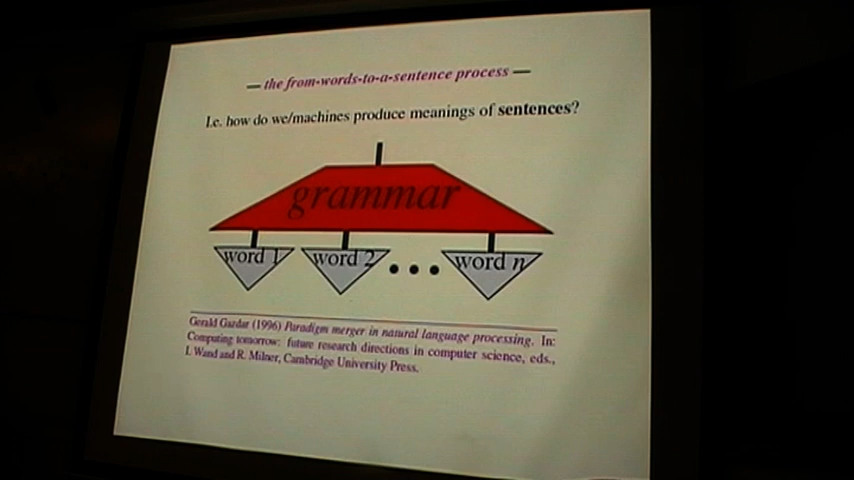 — the from-words-to-a-sentence process —
I.e. how do we/machines produce meanings of sentences?
grammar
word 1 word 2 • • • word n
Gerald Gazdar (1996) Paradigm merger in natural language processing. In:
Computing tomorrow: future research directions in computer science, eds.,
I. Wand and R. Milner, Cambridge University Press.